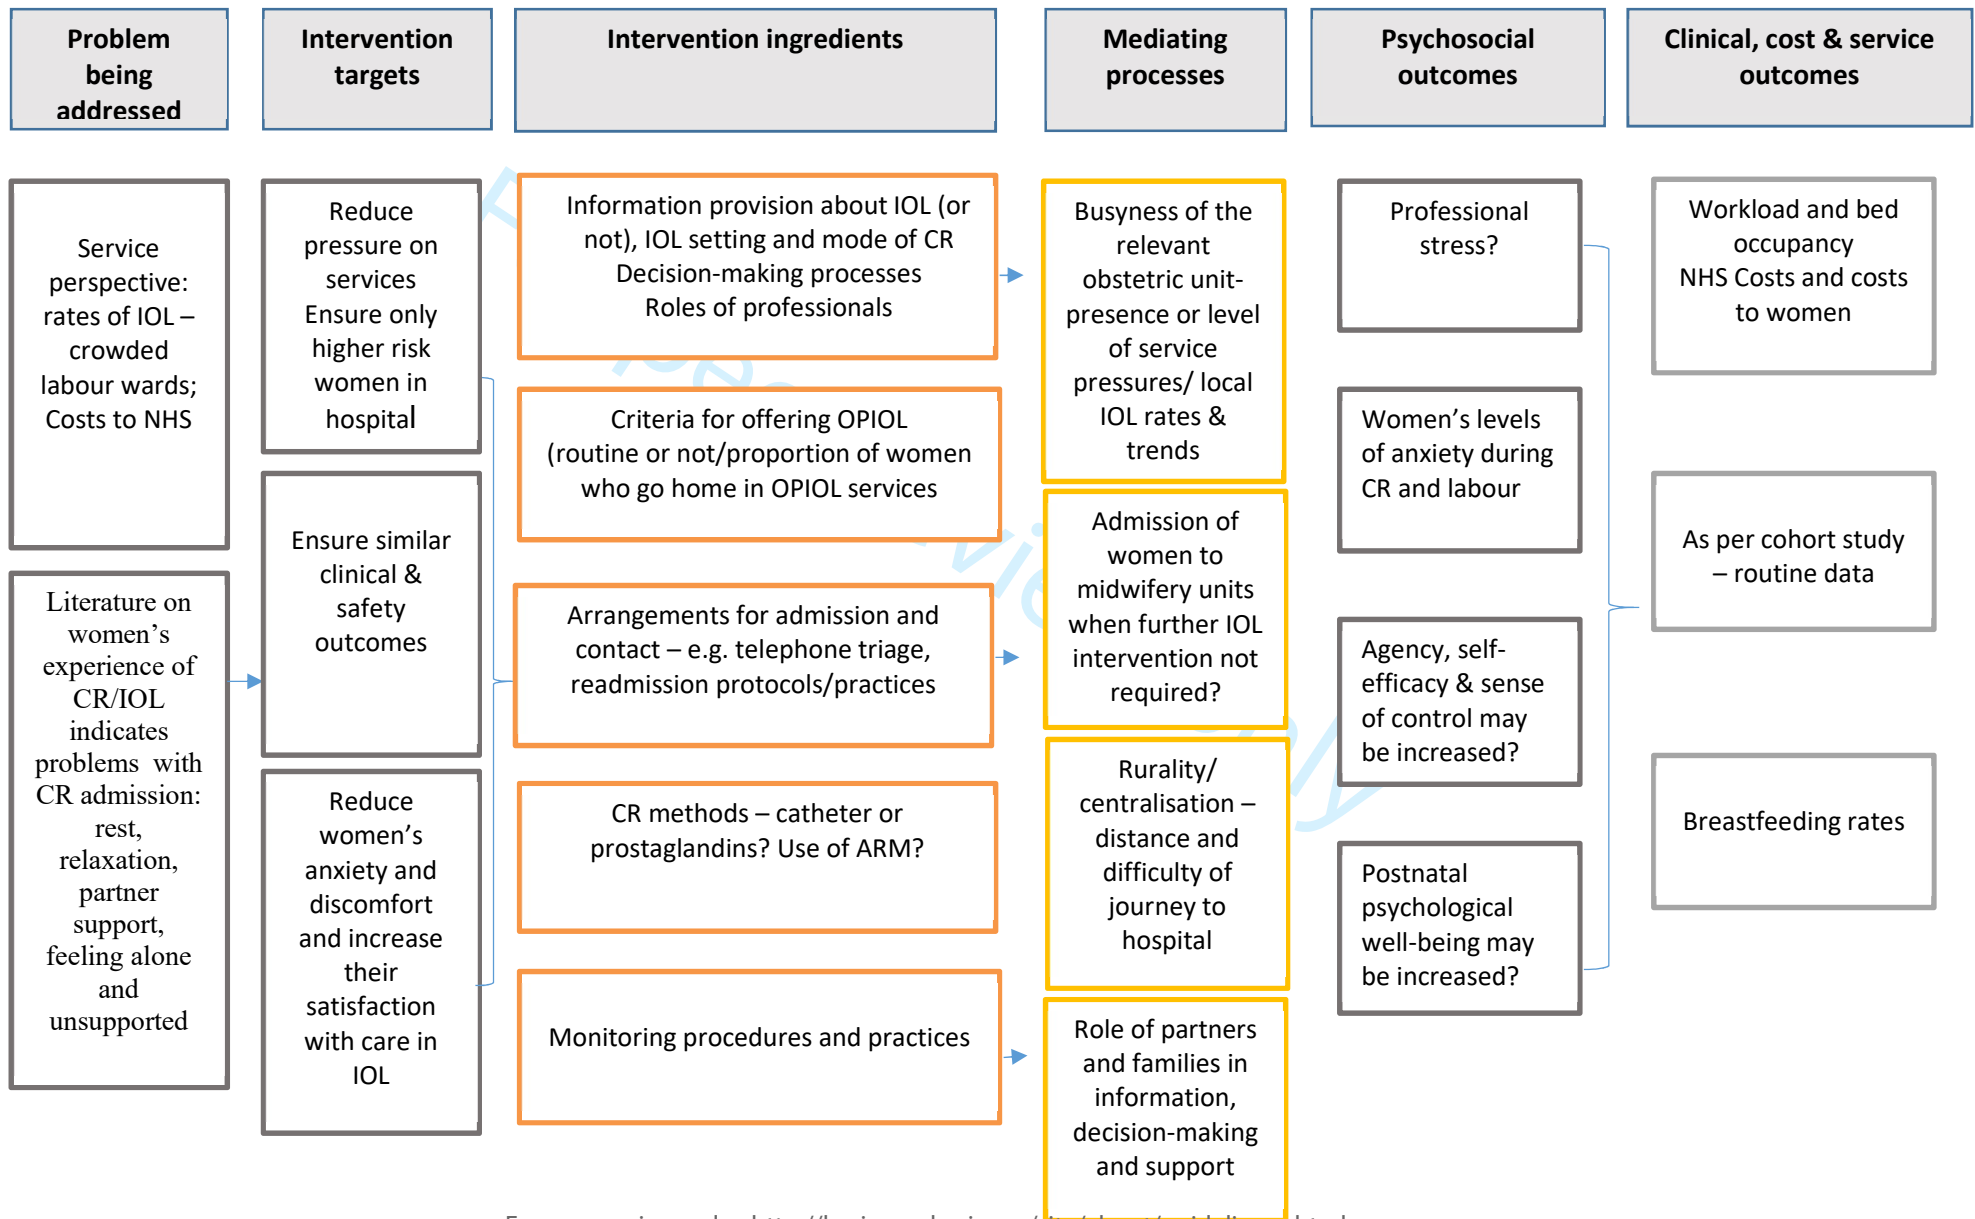 Problem
being
addressed
Intervention
targets
Intervention ingredients
Mediating
processes
Psychosocial
outcomes
Clinical, cost & service
outcomes
Service
perspective:
rates of IOL –
crowded
labour wards;
Costs to NHS
Literature on
women’s
experience of
CR/IOL
indicates
problems with
CR admission:
rest,
relaxation,
partner
support,
feeling alone
and
unsupported
Reduce
pressure on
services
Ensure only
higher risk
women in
hospital
Ensure similar
clinical &
safety
outcomes
Reduce
women’s
anxiety and
discomfort
and increase
their
satisfaction
with care in
IOL
Information provision about IOL (or
not), IOL setting and mode of CR
Decision-making processes
Roles of professionals
Criteria for offering OPIOL
(routine or not/proportion of women
who go home in OPIOL services
Arrangements for admission and
contact – e.g. telephone triage,
readmission protocols/practices
CR methods – catheter or
prostaglandins? Use of ARM?
Monitoring procedures and practices
Busyness of the
relevant
obstetric unit-
presence or level
of service
pressures/ local
IOL rates &
trends
Admission of
women to
midwifery units
when further IOL
intervention not
required?
Rurality/
centralisation –
distance and
difficulty of
journey to
hospital
Role of partners
and families in
information,
decision-making
and support
Professional
stress?
Women’s levels
of anxiety during
CR and labour
Agency, self-
efficacy & sense
of control may
be increased?
Postnatal
psychological
well-being may
be increased?
Workload and bed
occupancy
NHS Costs and costs
to women
As per cohort study
– routine data
Breastfeeding rates